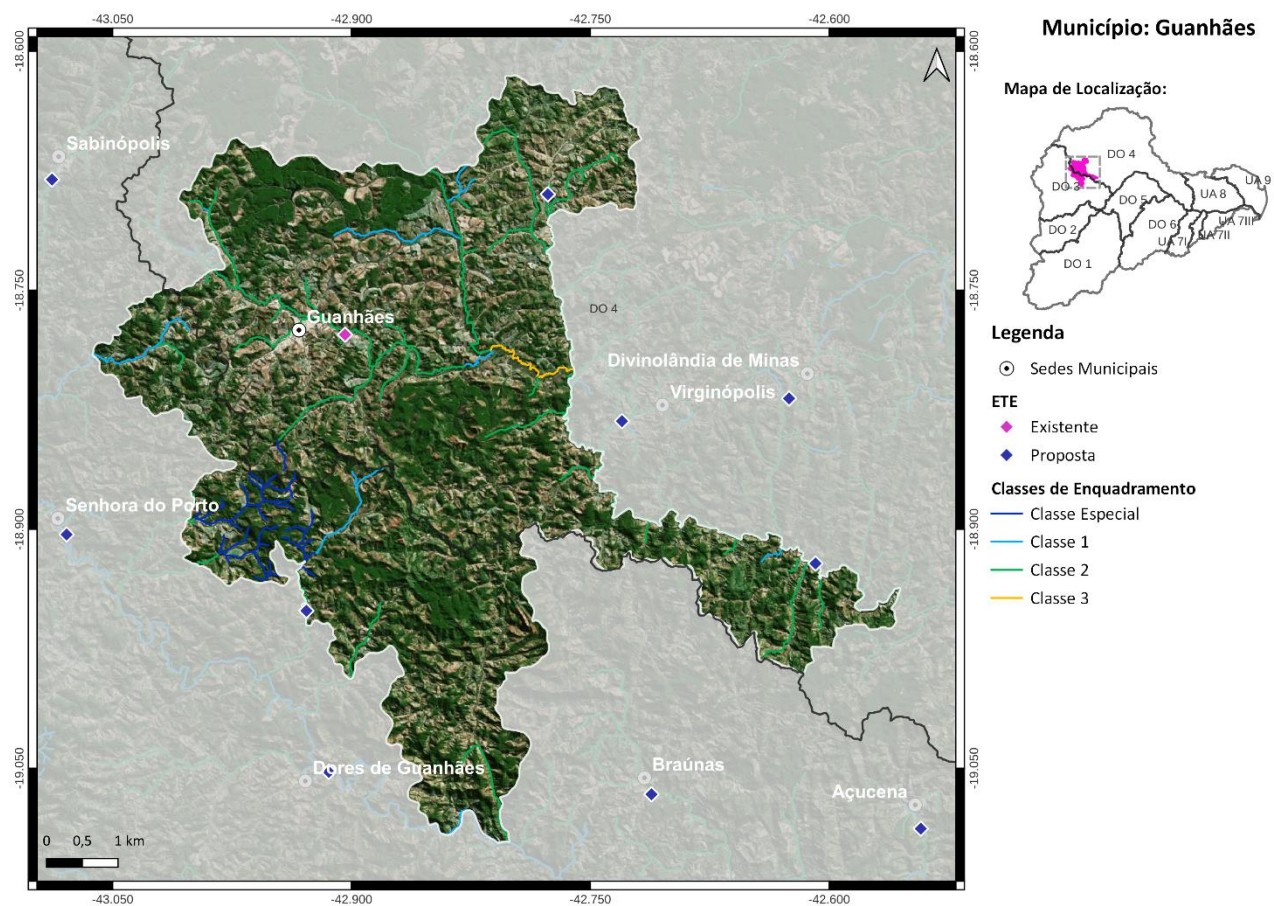 Município: Guanhães
-43.050 -42.900 -42.750 -42.600
-18.600 -18.600
Mapa de Localização:
Sabinópolis
DO 4
DO 3
UA 9
DO 5
UA 8
DO 2
DO 6
UA 7III
UA 7II
UA 7I
DO 1
-18.750 -18.750
DO 4
Guanhães
Legenda
Divinolândia de Minas
Sedes Municipais
Virginópolis
ETE
Existente
Proposta
Classes de Enquadramento
Senhora do Porto
Classe Especial
-18.900 -18.900
Classe 1
Classe 2
Classe 3
-19.050 -19.050
Dores de Guanhães
Braúnas
Açucena
0 0,5 1 km
-43.050 -42.900 -42.750 -42.600